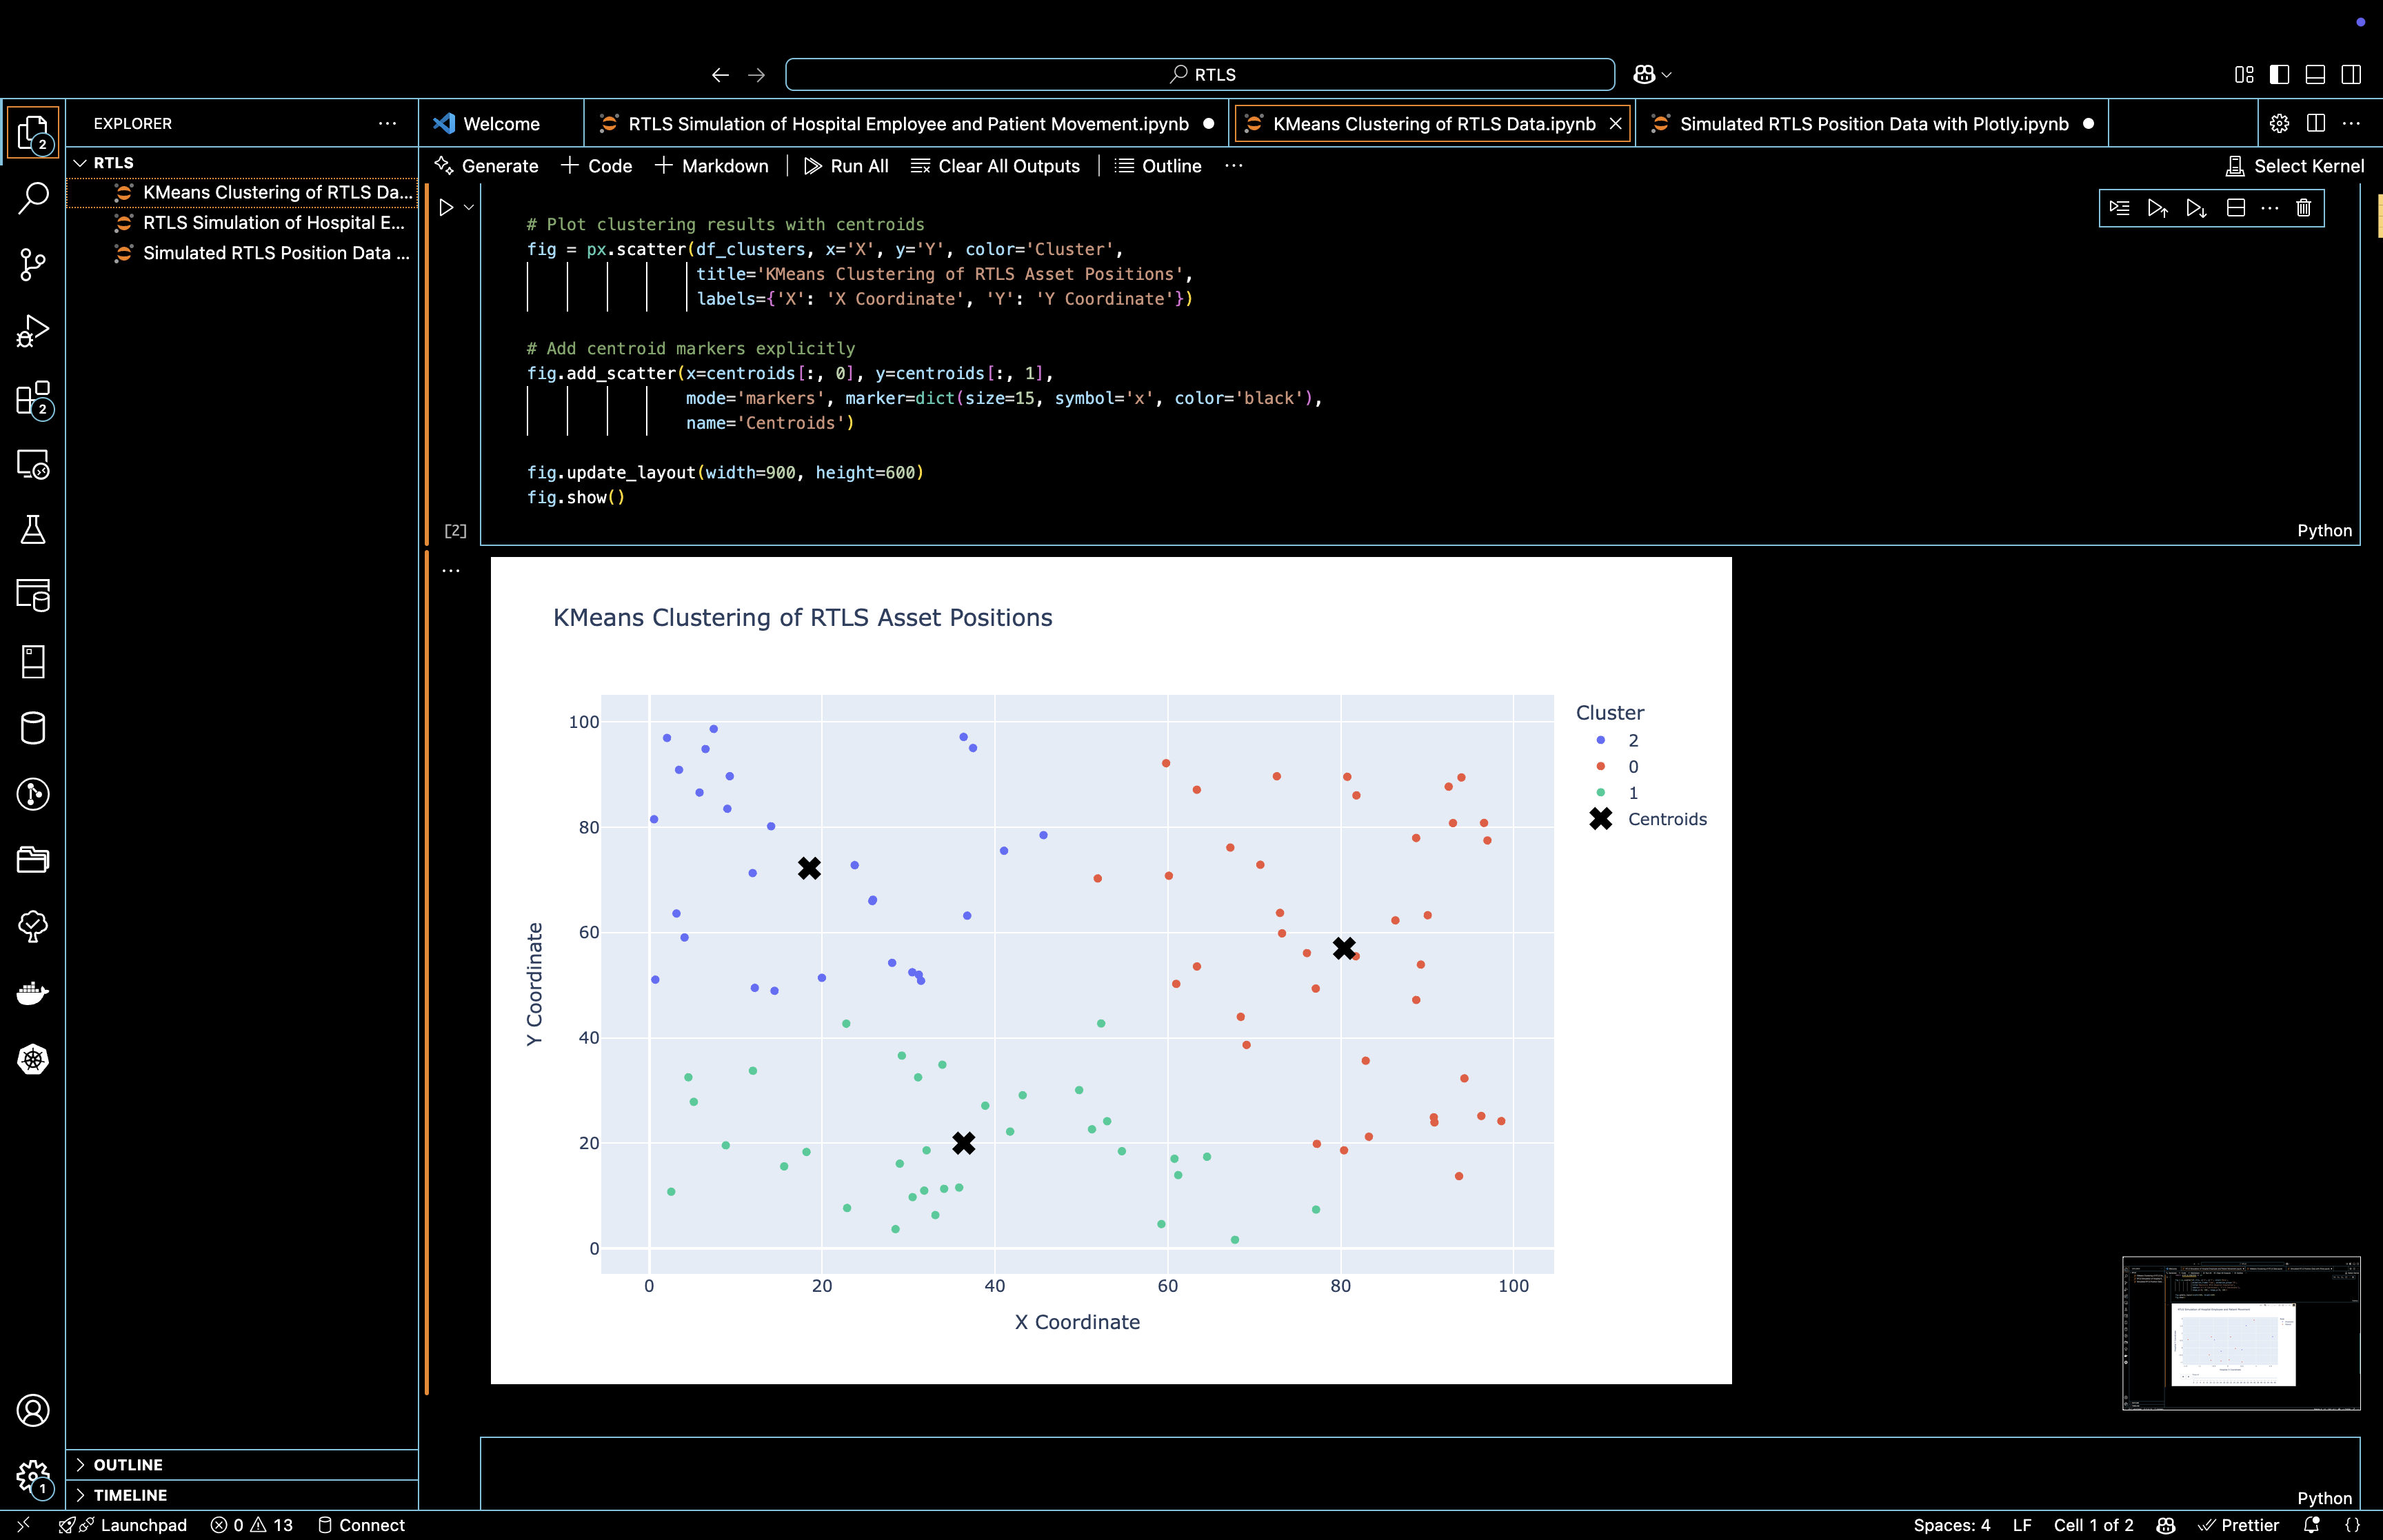 RTLS
EXPLORER
Welcome
RTLS Simulation of Hospital Employee and Patient Movement.ipynb
KMeans Clustering of RTLS Data.ipynb
Simulated RTLS Position Data with Plotly.ipynb
RTLS
KMeans Clustering of RTLS Da...
RTLS Simulation of Hospital E...
Simulated RTLS Position Data ...
2
2
1
Generate
Code
Markdown
Run All
Clear All Outputs
Outline
Select Kernel
# Plot clustering results with centroids
fig = px.scatter(df_clusters, x='X', y='Y', color='Cluster',
title='KMeans Clustering of RTLS Asset Positions',
labels={'X': 'X Coordinate', 'Y': 'Y Coordinate'})
# Add centroid markers explicitly
fig.add_scatter(x=centroids[:, 0], y=centroids[:, 1],
mode='markers', marker=dict(size=15, symbol='x', color='black'),
name='Centroids')
fig.update_layout(width=900, height=600)
fig.show()
[2]
Python
KMeans Clustering of RTLS Asset Positions
Cluster
2
0
1
Centroids
100
80
60
40
20
0
Y Coordinate
0 20 40 60 80 100
X Coordinate
OUTLINE
TIMELINE
Python
Launchpad
0
13
Connect
Spaces: 4
LF
Cell 1 of 2
Prettier